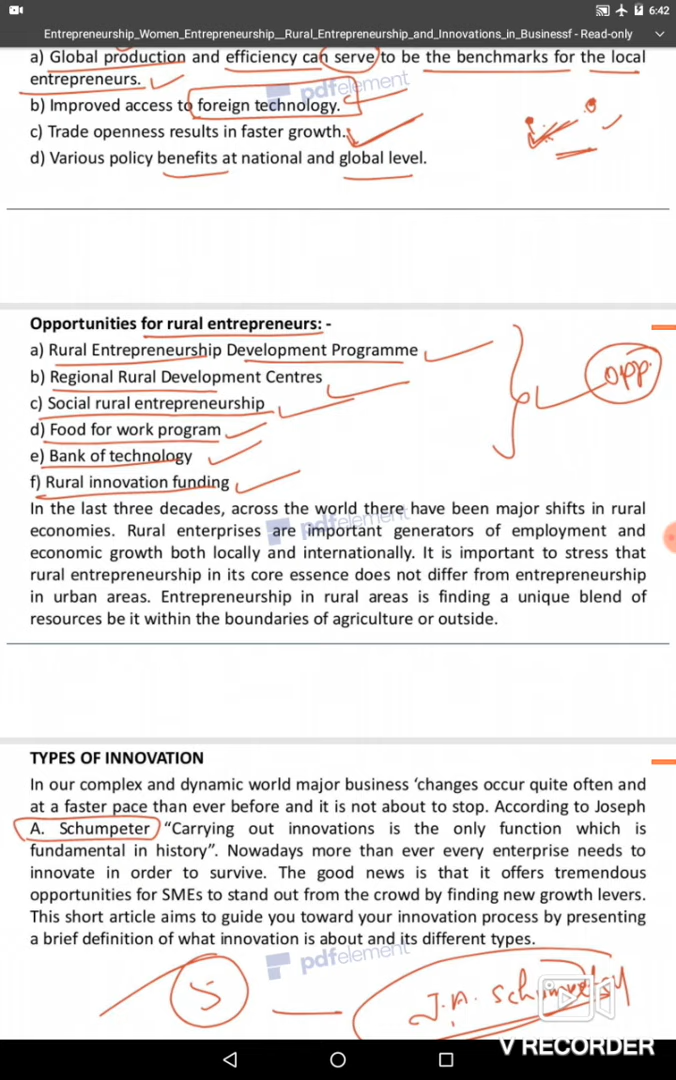 6:42
Entrepreneurship_Women_Entrepreneurship__Rural_Entrepreneurship_and_Innovations_in_Businessf - Read-only
a) Global production and efficiency can serve to be the benchmarks for the local
entrepreneurs.
pdfelement
b) Improved access to foreign technology.
c) Trade openness results in faster growth.
d) Various policy benefits at national and global level.
Opportunities for rural entrepreneurs: -
a) Rural Entrepreneurship Development Programme
b) Regional Rural Development Centres
opp.
c) Social rural entrepreneurship
d) Food for work program
e) Bank of technology
f) Rural innovation funding
In the last three decades, across the world there have been major shifts in rural
pdfelement
economies. Rural enterprises are important generators of employment and
economic growth both locally and internationally. It is important to stress that
rural entrepreneurship in its core essence does not differ from entrepreneurship
in urban areas. Entrepreneurship in rural areas is finding a unique blend of
resources be it within the boundaries of agriculture or outside.
TYPES OF INNOVATION
In our complex and dynamic world major business ‘changes occur quite often and
at a faster pace than ever before and it is not about to stop. According to Joseph
A. Schumpeter “Carrying out innovations is the only function which is
fundamental in history”. Nowadays more than ever every enterprise needs to
innovate in order to survive. The good news is that it offers tremendous
opportunities for SMEs to stand out from the crowd by finding new growth levers.
This short article aims to guide you toward your innovation process by presenting
a brief definition of what innovation is about and its different types.
pdfelement
5
J.A.
V RECORDER